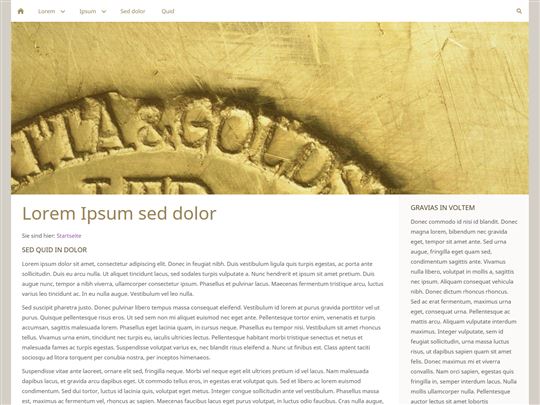 Lorem Ipsum Sed dolor Quid
Lorem Ipsum sed dolor
Sie sind hier: Startseite
SED QUID IN DOLOR
Lorem ipsum dolor sit amet, consectetur adipiscing elit. Donec in feugiat nibh. Duis vestibulum ligula quis turpis egestas, ac porta ante
sollicitudin. Duis eu arcu nulla. Ut aliquet tincidunt lacus, sed sodales turpis vulputate a. Nunc hendrerit et ipsum sit amet pretium. Duis
augue nunc, tempor a nibh viverra, ullamcorper consectetur ipsum. Phasellus et pulvinar lacus. Maecenas fermentum tristique arcu, luctus
varius leo tincidunt ac. In eu nulla augue. Vestibulum vel leo nulla.
Sed suscipit pharetra justo. Donec pulvinar libero tempus massa consequat eleifend. Vestibulum id lorem at purus gravida porttitor vel ut
purus. Quisque pellentesque risus eros. Ut sed sem non mi aliquet euismod nec eget ante. Pellentesque tortor enim, venenatis et turpis
accumsan, sagittis malesuada lorem. Phasellus eget lacinia quam, in cursus neque. Phasellus eu tempor nisi. Vestibulum sit amet rhoncus
tellus. Vivamus urna enim, tincidunt nec turpis eu, iaculis ultricies lectus. Pellentesque habitant morbi tristique senectus et netus et
malesuada fames ac turpis egestas. Suspendisse volutpat varius ex, nec blandit risus eleifend a. Nunc ut finibus est. Class aptent taciti
sociosqu ad litora torquent per conubia nostra, per inceptos himenaeos.
Suspendisse vitae ante laoreet, ornare elit sed, fringilla neque. Morbi vel neque eget elit ultrices pretium id vel lacus. Nam malesuada
dapibus lacus, et gravida arcu dapibus eget. Ut commodo tellus eros, in egestas erat volutpat quis. Sed et libero ac lorem euismod
condimentum. Sed dui tortor, luctus id lacinia quis, volutpat eget metus. Integer congue sollicitudin ante vel vestibulum. Phasellus massa
est, maximus ac fermentum vel, rhoncus ac sapien. Maecenas faucibus lacus eget purus volutpat, in luctus odio faucibus. Cras nulla augue,
GRAVIAS IN VOLTEM
Donec commodo id nisi id blandit. Donec
magna lorem, bibendum nec gravida
eget, tempor sit amet ante. Sed urna
augue, fringilla eget quam sed,
condimentum sagittis ante. Vivamus
nulla libero, volutpat in mollis a, sagittis
nec ipsum. Aliquam consequat vehicula
nibh. Donec dictum rhoncus rhoncus.
Sed ac erat fermentum, maximus urna
eget, consequat urna. Pellentesque ac
mattis arcu. Aliquam vulputate interdum
maximus. Integer vulputate, sem id
feugiat sollicitudin, urna massa luctus
risus, ut dapibus sapien quam sit amet
felis. Donec maximus mi et viverra
convallis. Nam orci sapien, egestas quis
fringilla in, semper interdum lacus. Nulla
mollis ullamcorper vestibulum. Donec
auctor lectus sit amet lobortis